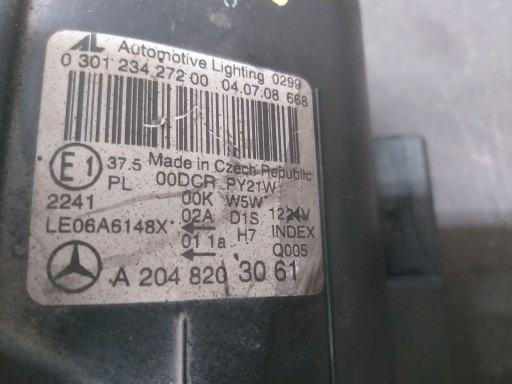 AL Automotive Lighting 0299
0 301 234 272 00 04.07.08 668
E1 37.5 Made in Czech Republic
PL 00DCR PY21W
2241 00K W5W
LE06A6148X 02A D1S 12 24V
01 1a H7 INDEX
Q005
A 204 820 30 61